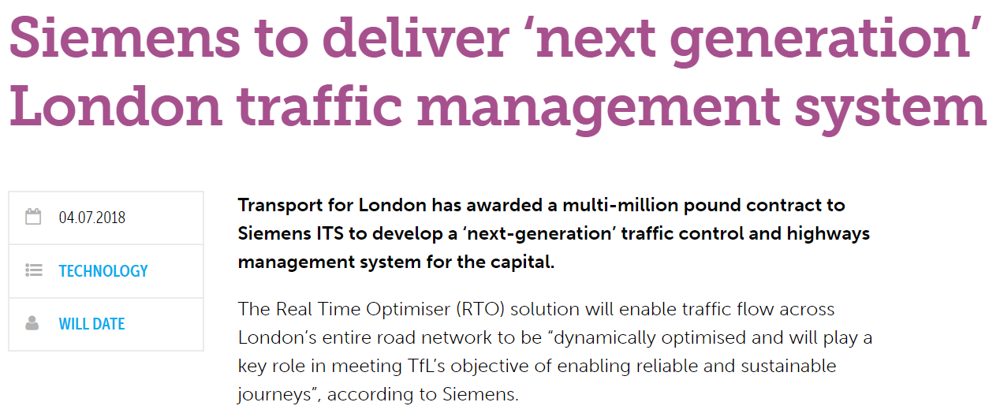 Siemens to deliver ‘next generation’
London traffic management system
04.07.2018
TECHNOLOGY
WILL DATE
Transport for London has awarded a multi-million pound contract to
Siemens ITS to develop a ‘next-generation’ traffic control and highways
management system for the capital.
The Real Time Optimiser (RTO) solution will enable traffic flow across
London’s entire road network to be “dynamically optimised and will play a
key role in meeting TfL’s objective of enabling reliable and sustainable
journeys”, according to Siemens.